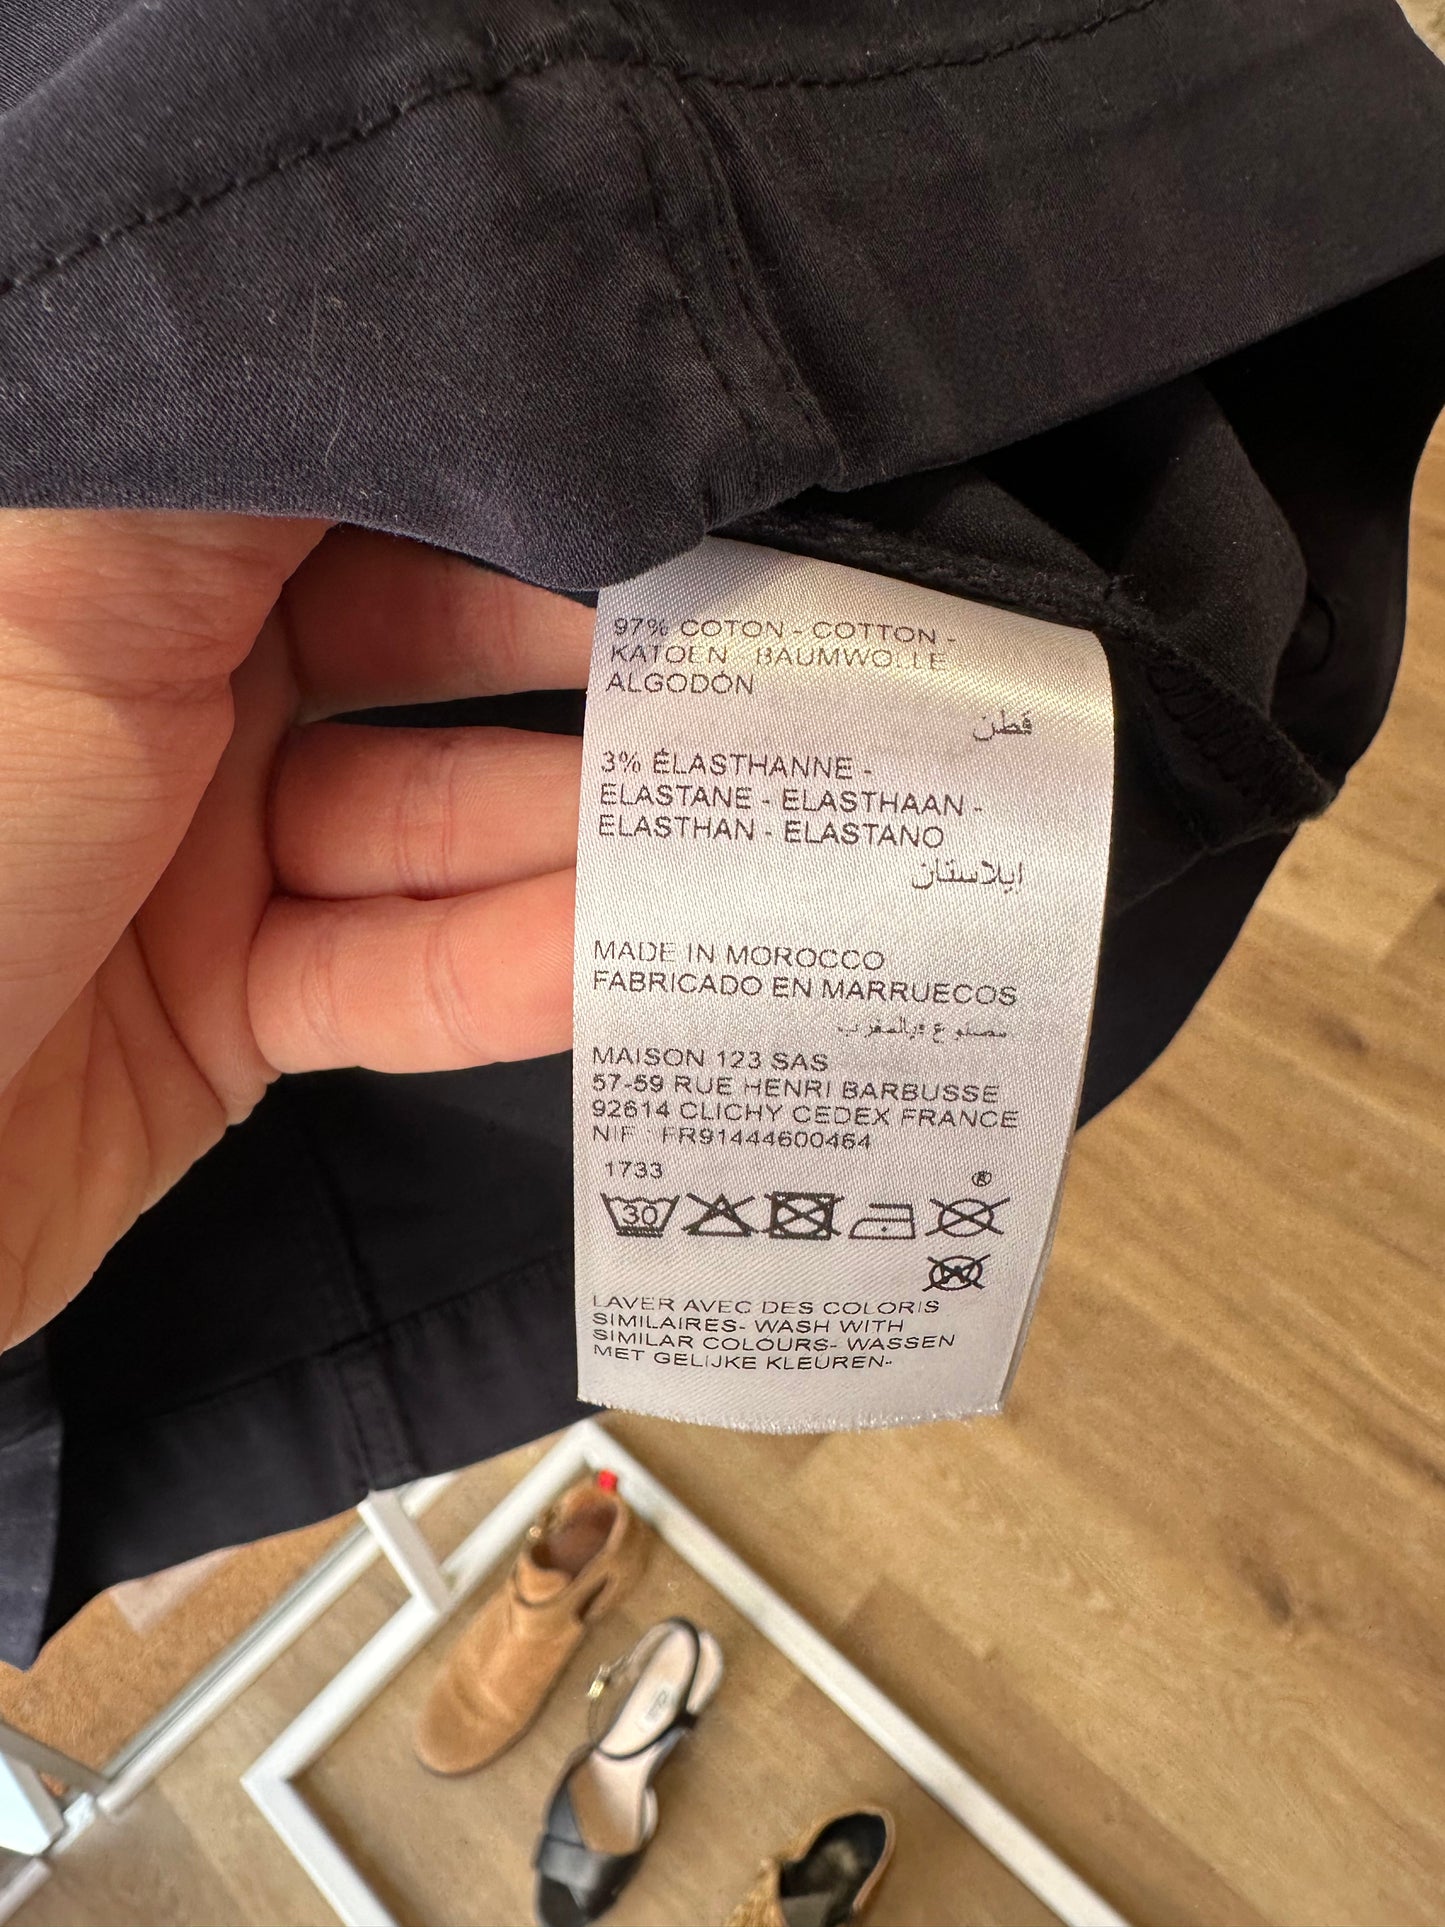 97% COTON - COTTON -
KATOEN BAUMWOLLE
ALGODÓN
قطن
3% ÉLASTHANNE -
ELASTANE - ELASTHAAN -
ELASTHAN - ELASTANO
ايلاستان
MADE IN MOROCCO
FABRICADO EN MARRUECOS
MAISON 123 SAS
57-59 RUE HENRI BARBUSSE
92614 CLICHY CEDEX FRANCE
NIF : FR91444600464
1733
®
30
W
LAVER AVEC DES COLORIS
SIMILAIRES- WASH WITH
SIMILAR COLOURS- WASSEN
MET GELIJKE KLEUREN-